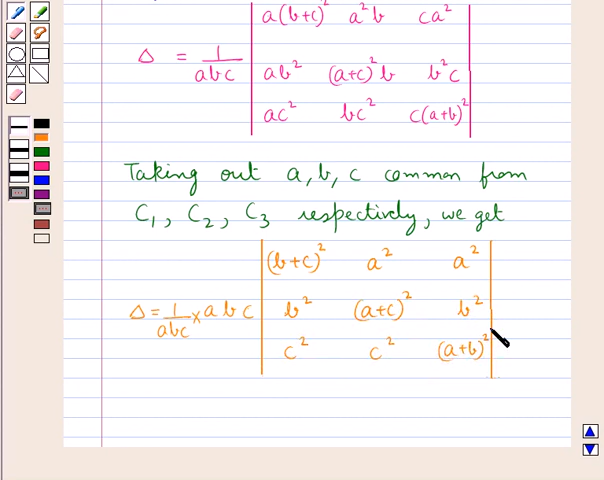 a(b+c)² a²b ca²
Δ = 1/abc ab² (a+c)²b b²c
ac² bc² c(a+b)²
Taking out a, b, c common from
C₁, C₂, C₃ respectively, we get
(b+c)² a² a²
Δ = 1/abc × a b c b² (a+c)² b²
c² c² (a+b)²